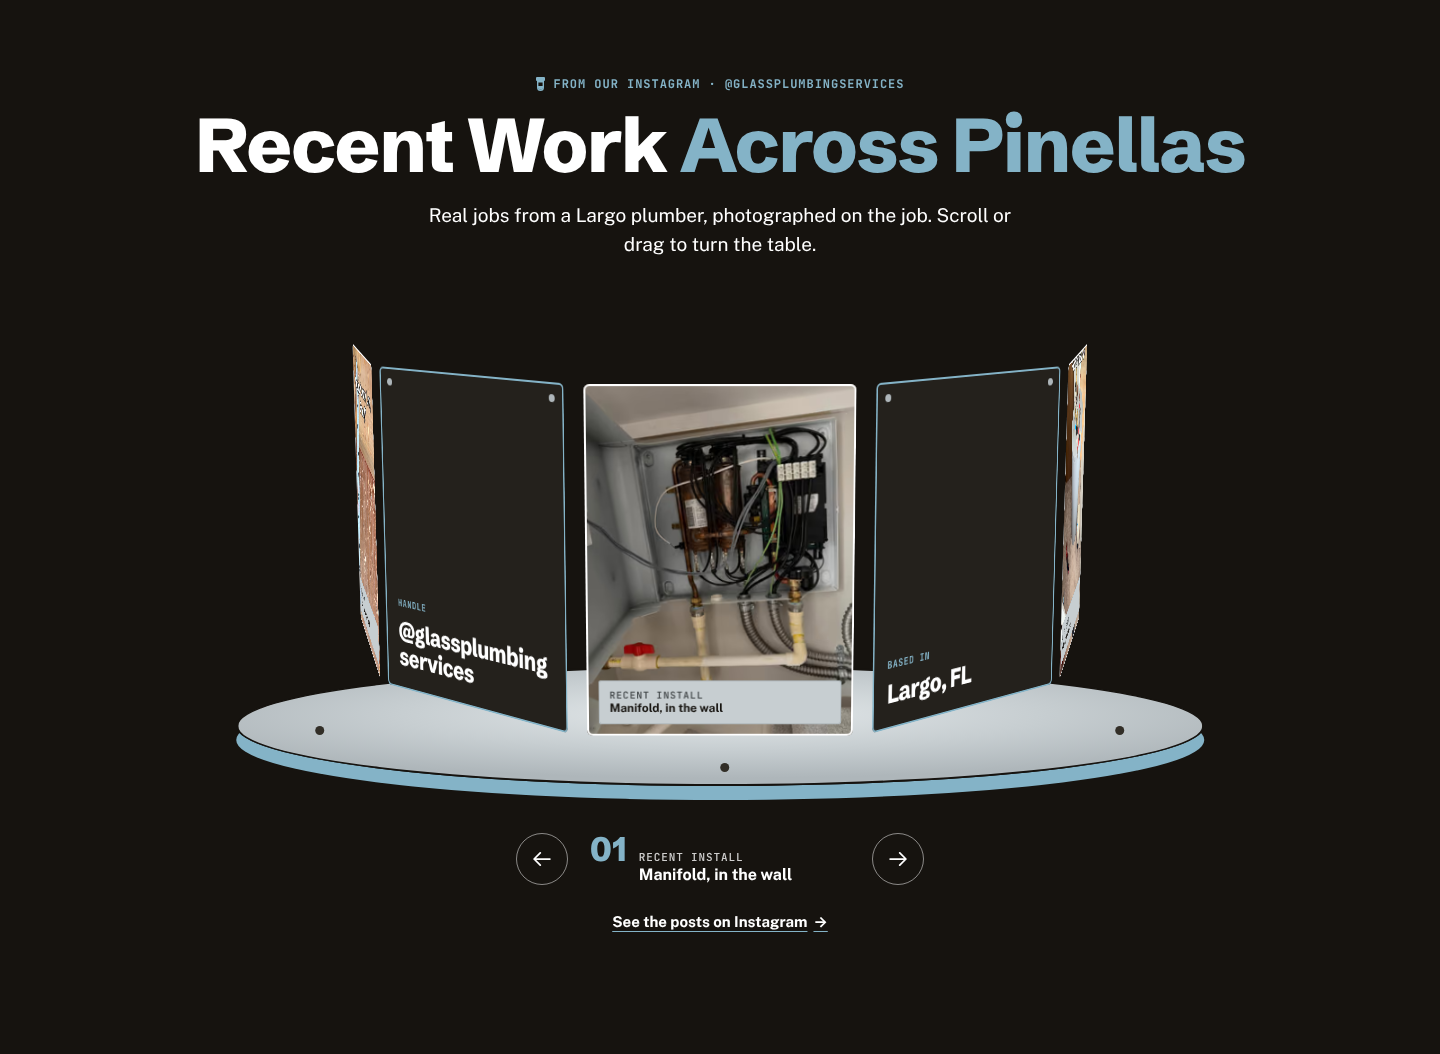 FROM OUR INSTAGRAM · @GLASSPLUMBINGSERVICES
Recent Work Across Pinellas
Real jobs from a Largo plumber, photographed on the job. Scroll or
drag to turn the table.
HANDLE
@glassplumbing
services
RECENT INSTALL
Manifold, in the wall
BASED IN
Largo, FL
01
RECENT INSTALL
Manifold, in the wall
See the posts on Instagram →